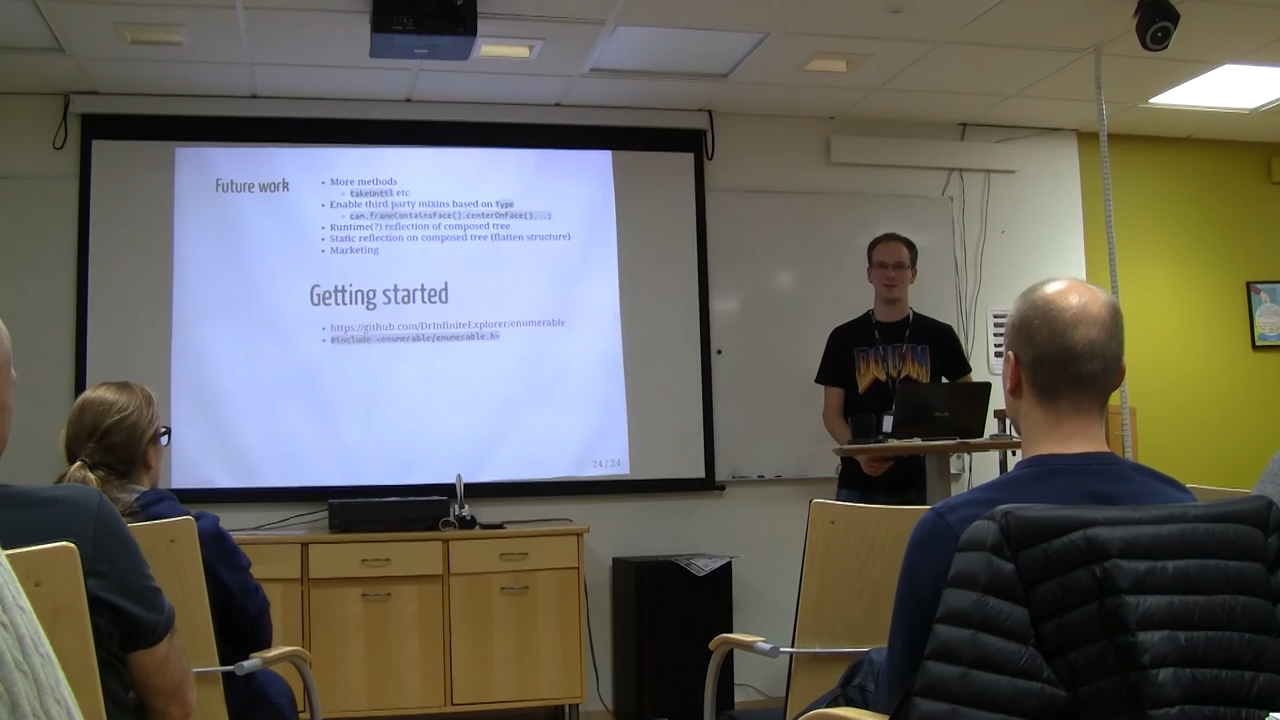 Future work
More methods
takeUntil etc
Enable third party mixins based on Type
cam.frameContainsFace().centerOnFace()...;
Runtime(?) reflection of composed tree
Static reflection on composed tree (flatten structure)
Marketing
Getting started
https://github.com/DrInfiniteExplorer/enumerable
#include <enumerable/enumerable.h>
24 / 24
DOOM